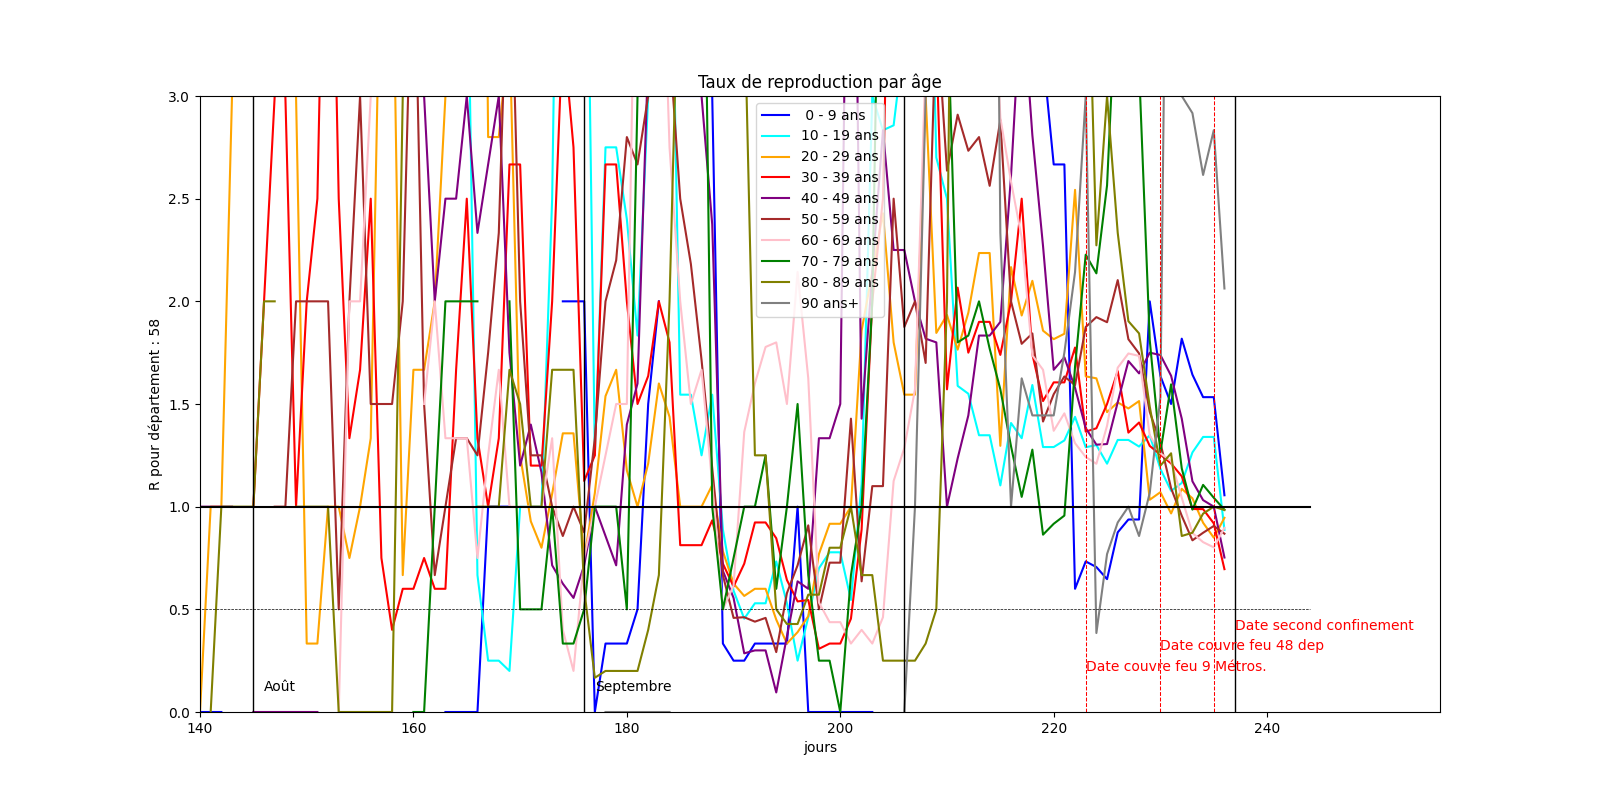 Taux de reproduction par âge
3.0
2.5
2.0
1.5
1.0
0.5
0.0
R pour département : 58
0 - 9 ans
10 - 19 ans
20 - 29 ans
30 - 39 ans
40 - 49 ans
50 - 59 ans
60 - 69 ans
70 - 79 ans
80 - 89 ans
90 ans+
Date second confinement
Date couvre feu 48 dep
Date couvre feu 9 Métros.
Août
Septembre
140
160
180
200
220
240
jours